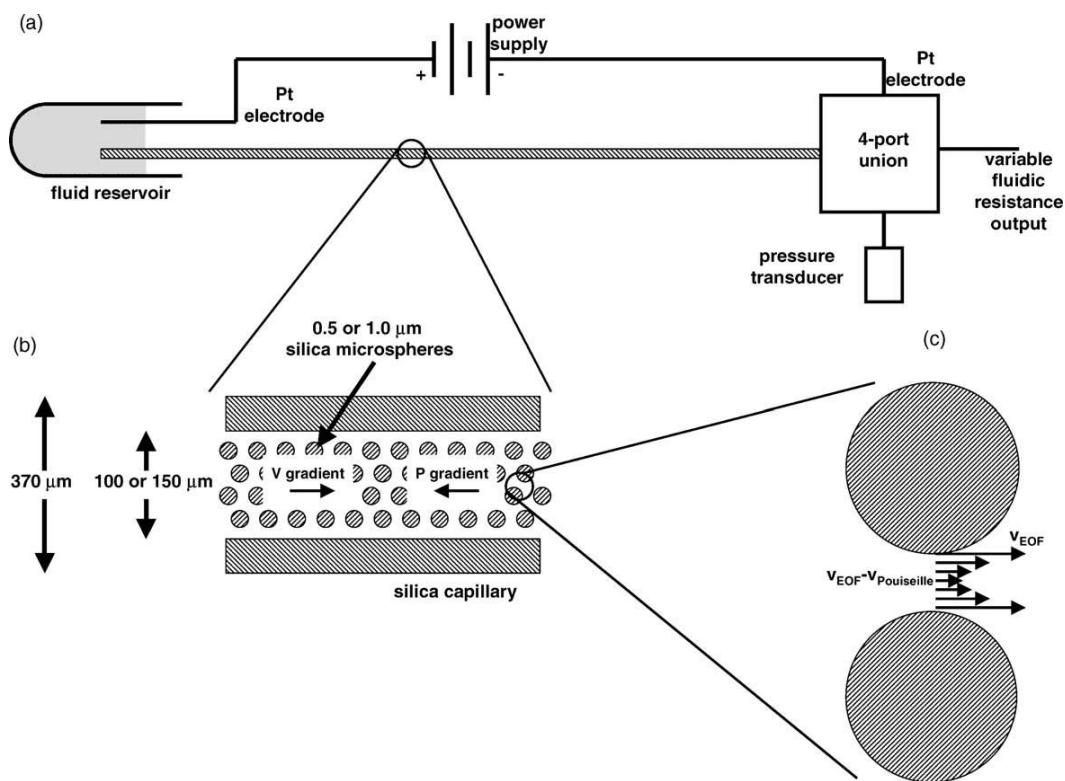 (a)
power
supply
+
-
Pt
electrode
Pt
electrode
4-port
union
variable
fluidic
resistance
output
fluid reservoir
pressure
transducer
0.5 or 1.0 μm
silica microspheres
(b)
(c)
370 μm
100 or 150 μm
V gradient
P gradient
silica capillary
vEOF
vEOF-vPouiseille